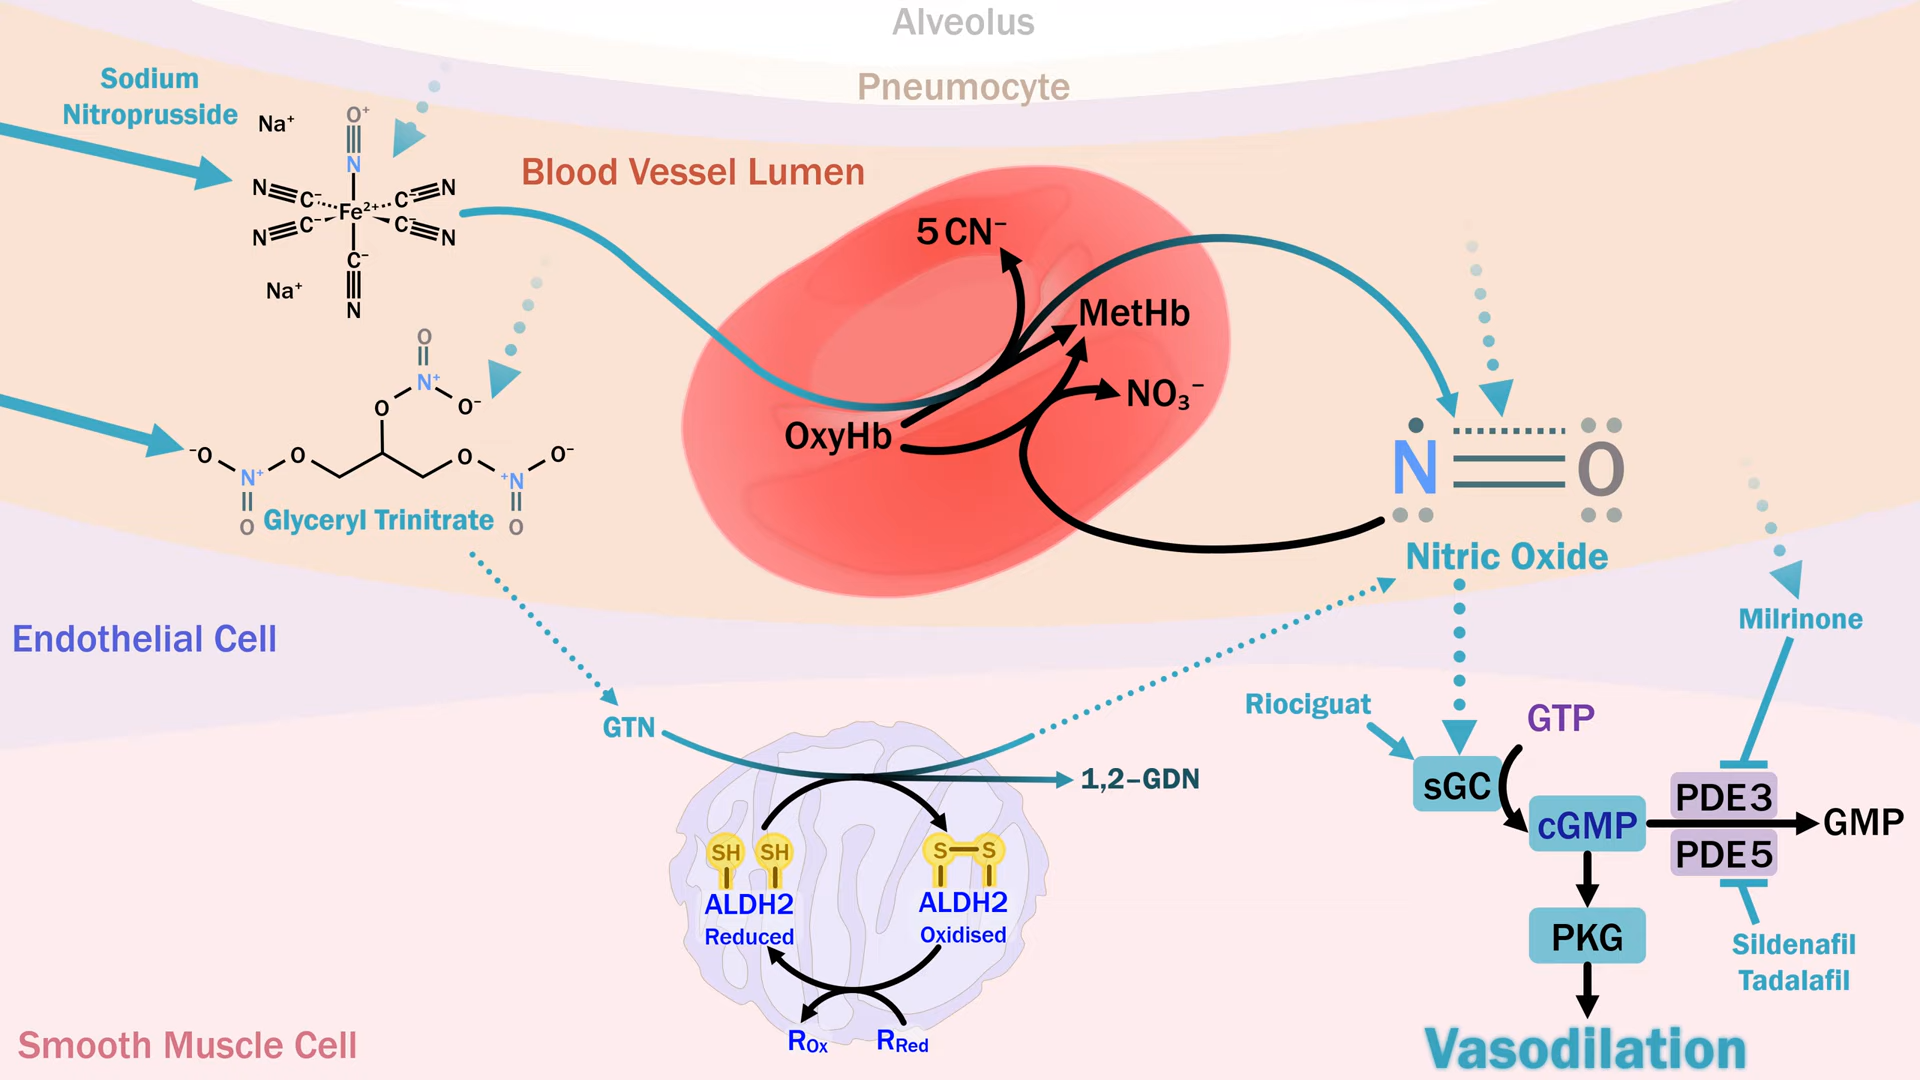 Alveolus
Pneumocyte
Sodium
Nitroprusside
Na⁺
O⁺
N
N
C⁻
C⁻
N
Fe²⁺
N
C⁻
C⁻
N
C⁻
Na⁺
N
Blood Vessel Lumen
5 CN⁻
MetHb
NO₃⁻
OxyHb
O
N⁺
O
O⁻
⁻O
O
O
O⁻
N⁺
⁺N
O
Glyceryl Trinitrate
O
N
O
Nitric Oxide
Endothelial Cell
Milrinone
Riociguat
GTP
GTN
1,2–GDN
sGC
PDE3
cGMP
GMP
PDE5
SH
SH
S
S
ALDH2
Reduced
ALDH2
Oxidised
PKG
Sildenafil
Tadalafil
R_Ox
R_Red
Smooth Muscle Cell
Vasodilation